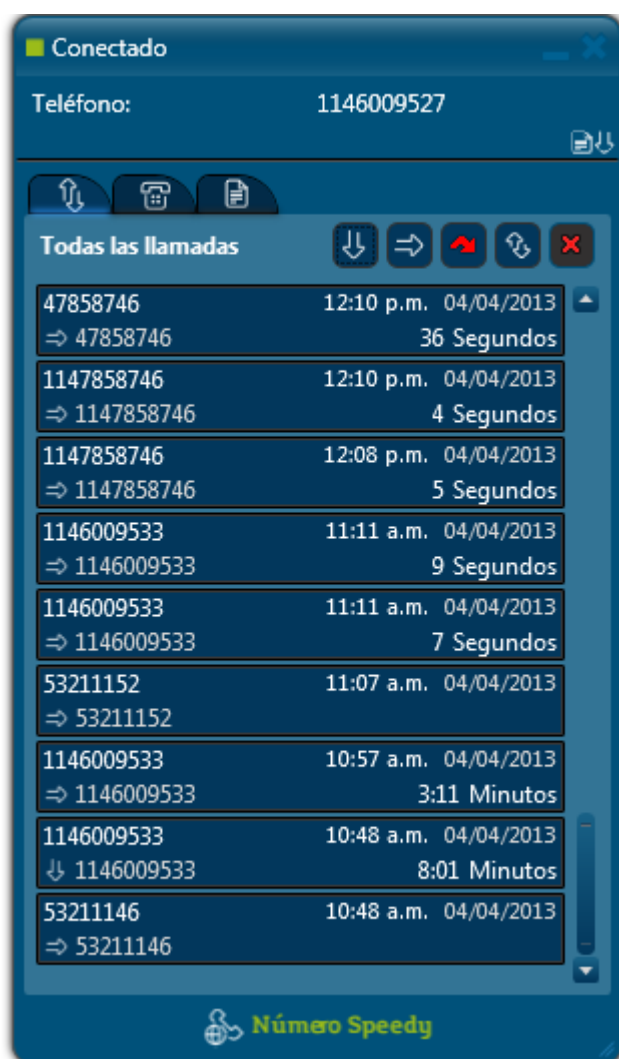 Conectado
Teléfono: 1146009527
Todas las llamadas
47858746 12:10 p.m. 04/04/2013
47858746 36 Segundos
1147858746 12:10 p.m. 04/04/2013
1147858746 4 Segundos
1147858746 12:08 p.m. 04/04/2013
1147858746 5 Segundos
1146009533 11:11 a.m. 04/04/2013
1146009533 9 Segundos
1146009533 11:11 a.m. 04/04/2013
1146009533 7 Segundos
53211152 11:07 a.m. 04/04/2013
53211152
1146009533 10:57 a.m. 04/04/2013
1146009533 3:11 Minutos
1146009533 10:48 a.m. 04/04/2013
1146009533 8:01 Minutos
53211146 10:48 a.m. 04/04/2013
53211146
Número Speedy